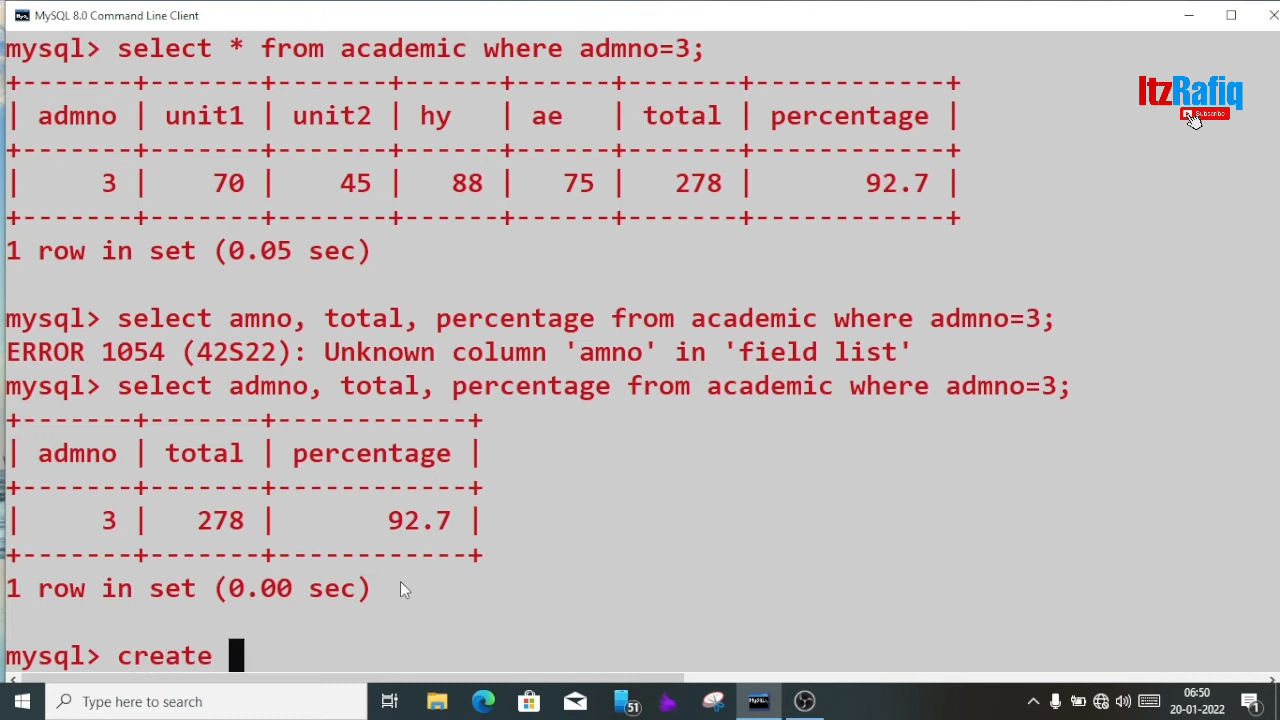 MySQL 8.0 Command Line Client
mysql> select * from academic where admno=3;
+-------+-------+-------+------+------+-------+------------+
| admno | unit1 | unit2 | hy   | ae   | total | percentage |
+-------+-------+-------+------+------+-------+------------+
|     3 |    70 |    45 |   88 |   75 |   278 |       92.7 |
+-------+-------+-------+------+------+-------+------------+
1 row in set (0.05 sec)
mysql> select amno, total, percentage from academic where admno=3;
ERROR 1054 (42S22): Unknown column 'amno' in 'field list'
mysql> select admno, total, percentage from academic where admno=3;
+-------+-------+------------+
| admno | total | percentage |
+-------+-------+------------+
|     3 |   278 |       92.7 |
+-------+-------+------------+
1 row in set (0.00 sec)
mysql> create
ItzRafiq
Subscribe
Type here to search
51
MySQL
06:50
20-01-2022
1